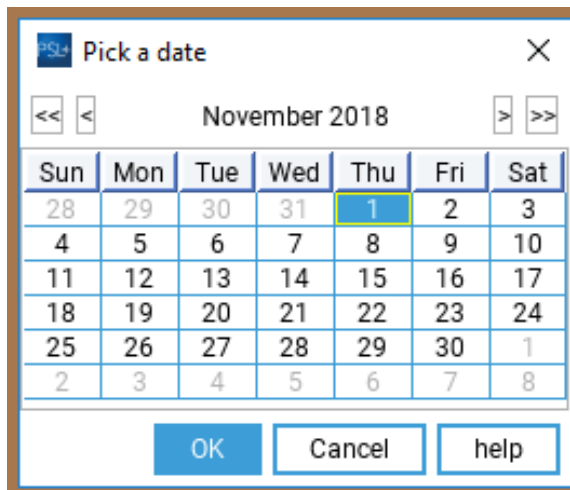 PSL+ Pick a date
<< < November 2018 > >>
Sun Mon Tue Wed Thu Fri Sat
28 29 30 31 1 2 3
4 5 6 7 8 9 10
11 12 13 14 15 16 17
18 19 20 21 22 23 24
25 26 27 28 29 30 1
2 3 4 5 6 7 8
OK Cancel help